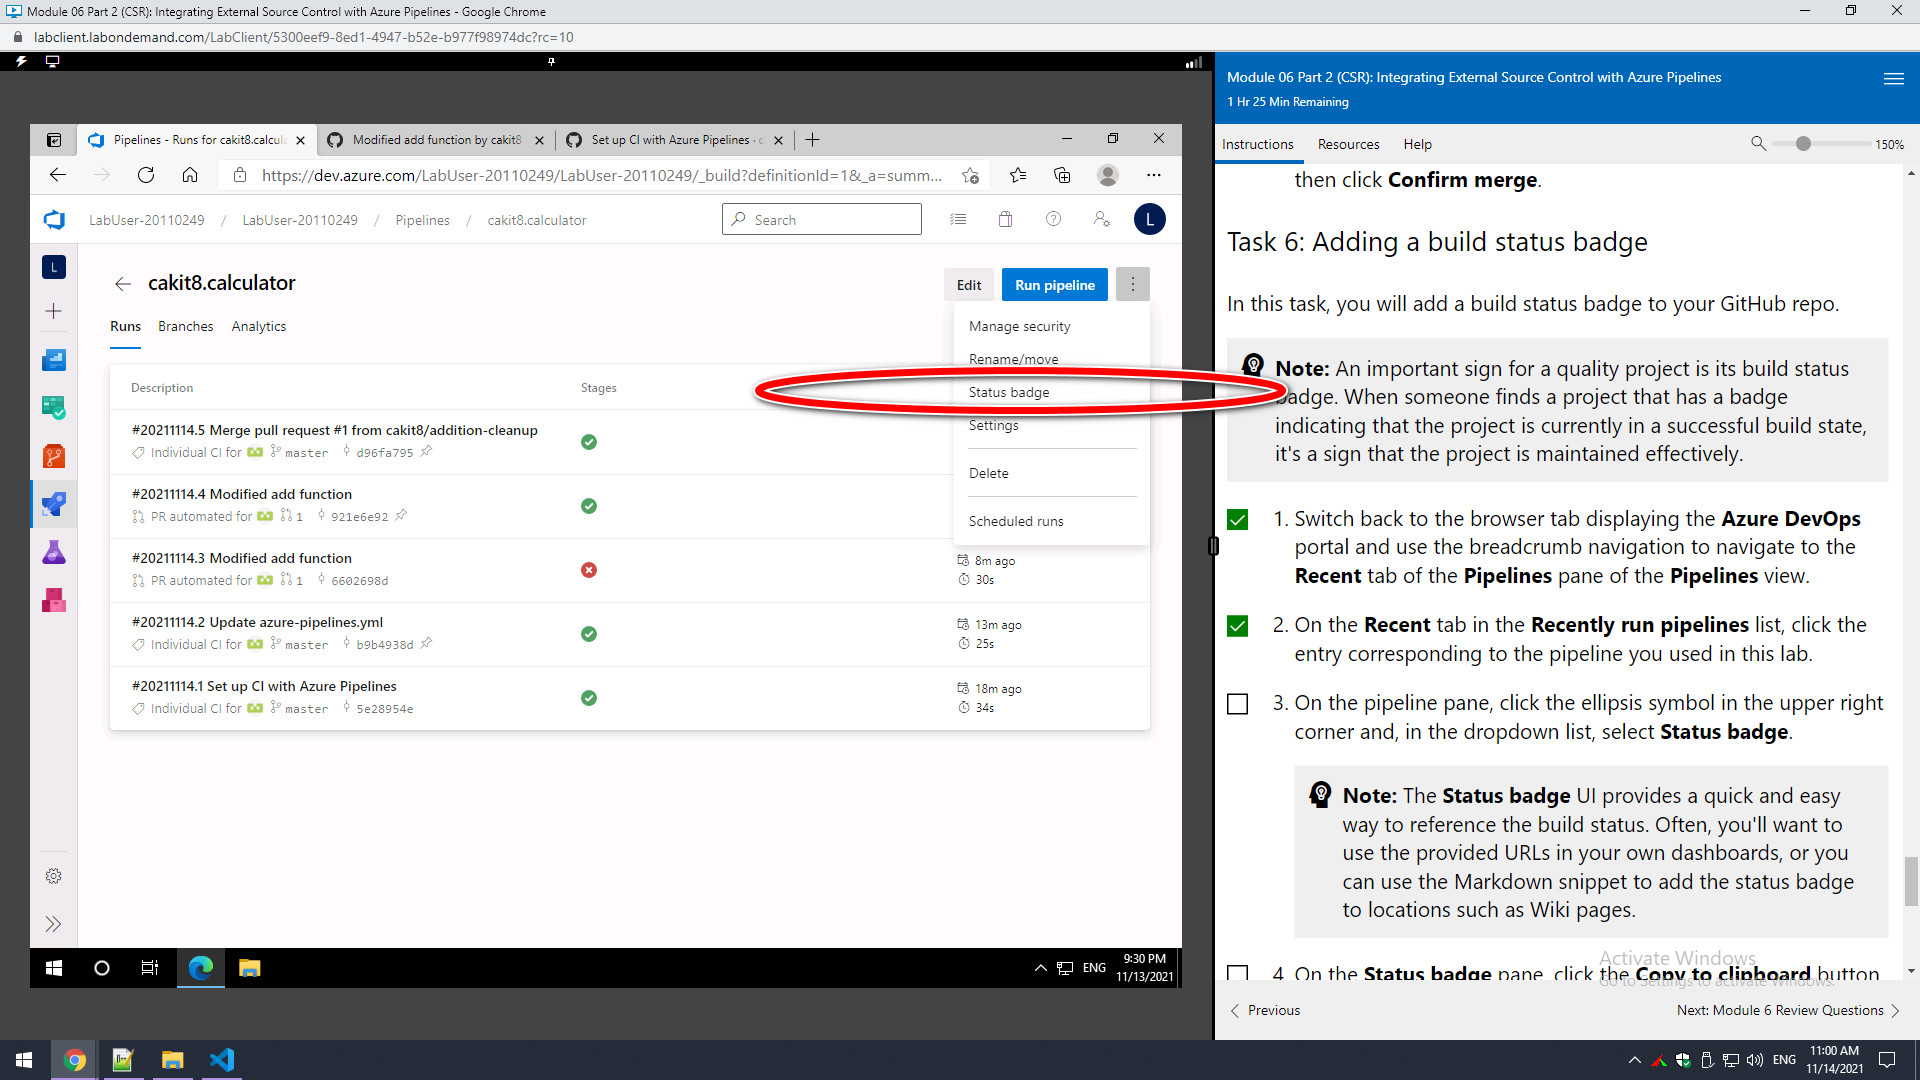 Module 06 Part 2 (CSR): Integrating External Source Control with Azure Pipelines - Google Chrome
labclient.labondemand.com/LabClient/5300eef9-8ed1-4947-b52e-b977f98974dc?rc=10
Pipelines - Runs for cakit8.calcul
Modified add function by cakit8
Set up CI with Azure Pipelines · c
https://dev.azure.com/LabUser-20110249/LabUser-20110249/_build?definitionId=1&_a=summ...
LabUser-20110249 / LabUser-20110249 / Pipelines / cakit8.calculator
Search
L
L
cakit8.calculator
Edit
Run pipeline
Runs
Branches
Analytics
Manage security
Rename/move
Status badge
Settings
Delete
Scheduled runs
Description
Stages
#20211114.5 Merge pull request #1 from cakit8/addition-cleanup
Individual CI for master d96fa795
#20211114.4 Modified add function
PR automated for 1 921e6e92
#20211114.3 Modified add function
PR automated for 1 6602698d
8m ago
30s
#20211114.2 Update azure-pipelines.yml
Individual CI for master b9b4938d
13m ago
25s
#20211114.1 Set up CI with Azure Pipelines
Individual CI for master 5e28954e
18m ago
34s
ENG
9:30 PM
11/13/2021
Module 06 Part 2 (CSR): Integrating External Source Control with Azure Pipelines
1 Hr 25 Min Remaining
Instructions
Resources
Help
150%
then click Confirm merge.
Task 6: Adding a build status badge
In this task, you will add a build status badge to your GitHub repo.
Note: An important sign for a quality project is its build status
badge. When someone finds a project that has a badge
indicating that the project is currently in a successful build state,
it's a sign that the project is maintained effectively.
1. Switch back to the browser tab displaying the Azure DevOps
portal and use the breadcrumb navigation to navigate to the
Recent tab of the Pipelines pane of the Pipelines view.
2. On the Recent tab in the Recently run pipelines list, click the
entry corresponding to the pipeline you used in this lab.
3. On the pipeline pane, click the ellipsis symbol in the upper right
corner and, in the dropdown list, select Status badge.
Note: The Status badge UI provides a quick and easy
way to reference the build status. Often, you'll want to
use the provided URLs in your own dashboards, or you
can use the Markdown snippet to add the status badge
to locations such as Wiki pages.
4. On the Status badge pane, click the Copy to clipboard button
Activate Windows
Go to Settings to activate Windows.
Previous
Next: Module 6 Review Questions
ENG
11:00 AM
11/14/2021